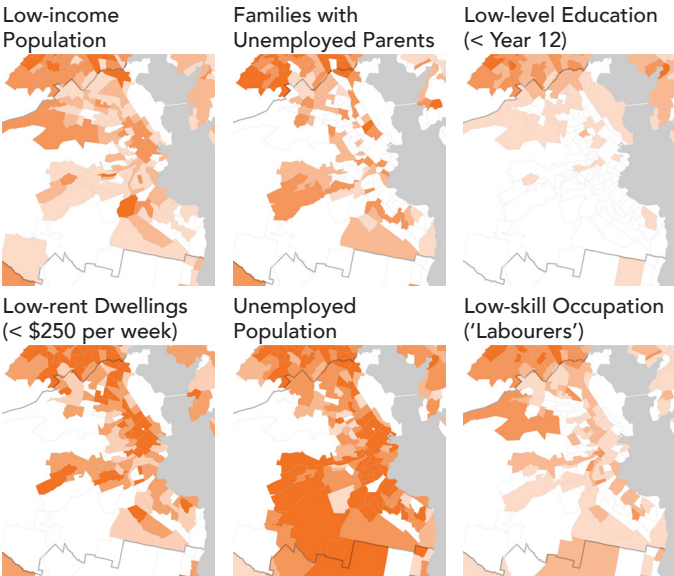 Low-income
Population
Families with
Unemployed Parents
Low-level Education
(< Year 12)
Low-rent Dwellings
(< $250 per week)
Unemployed
Population
Low-skill Occupation
(‘Labourers’)